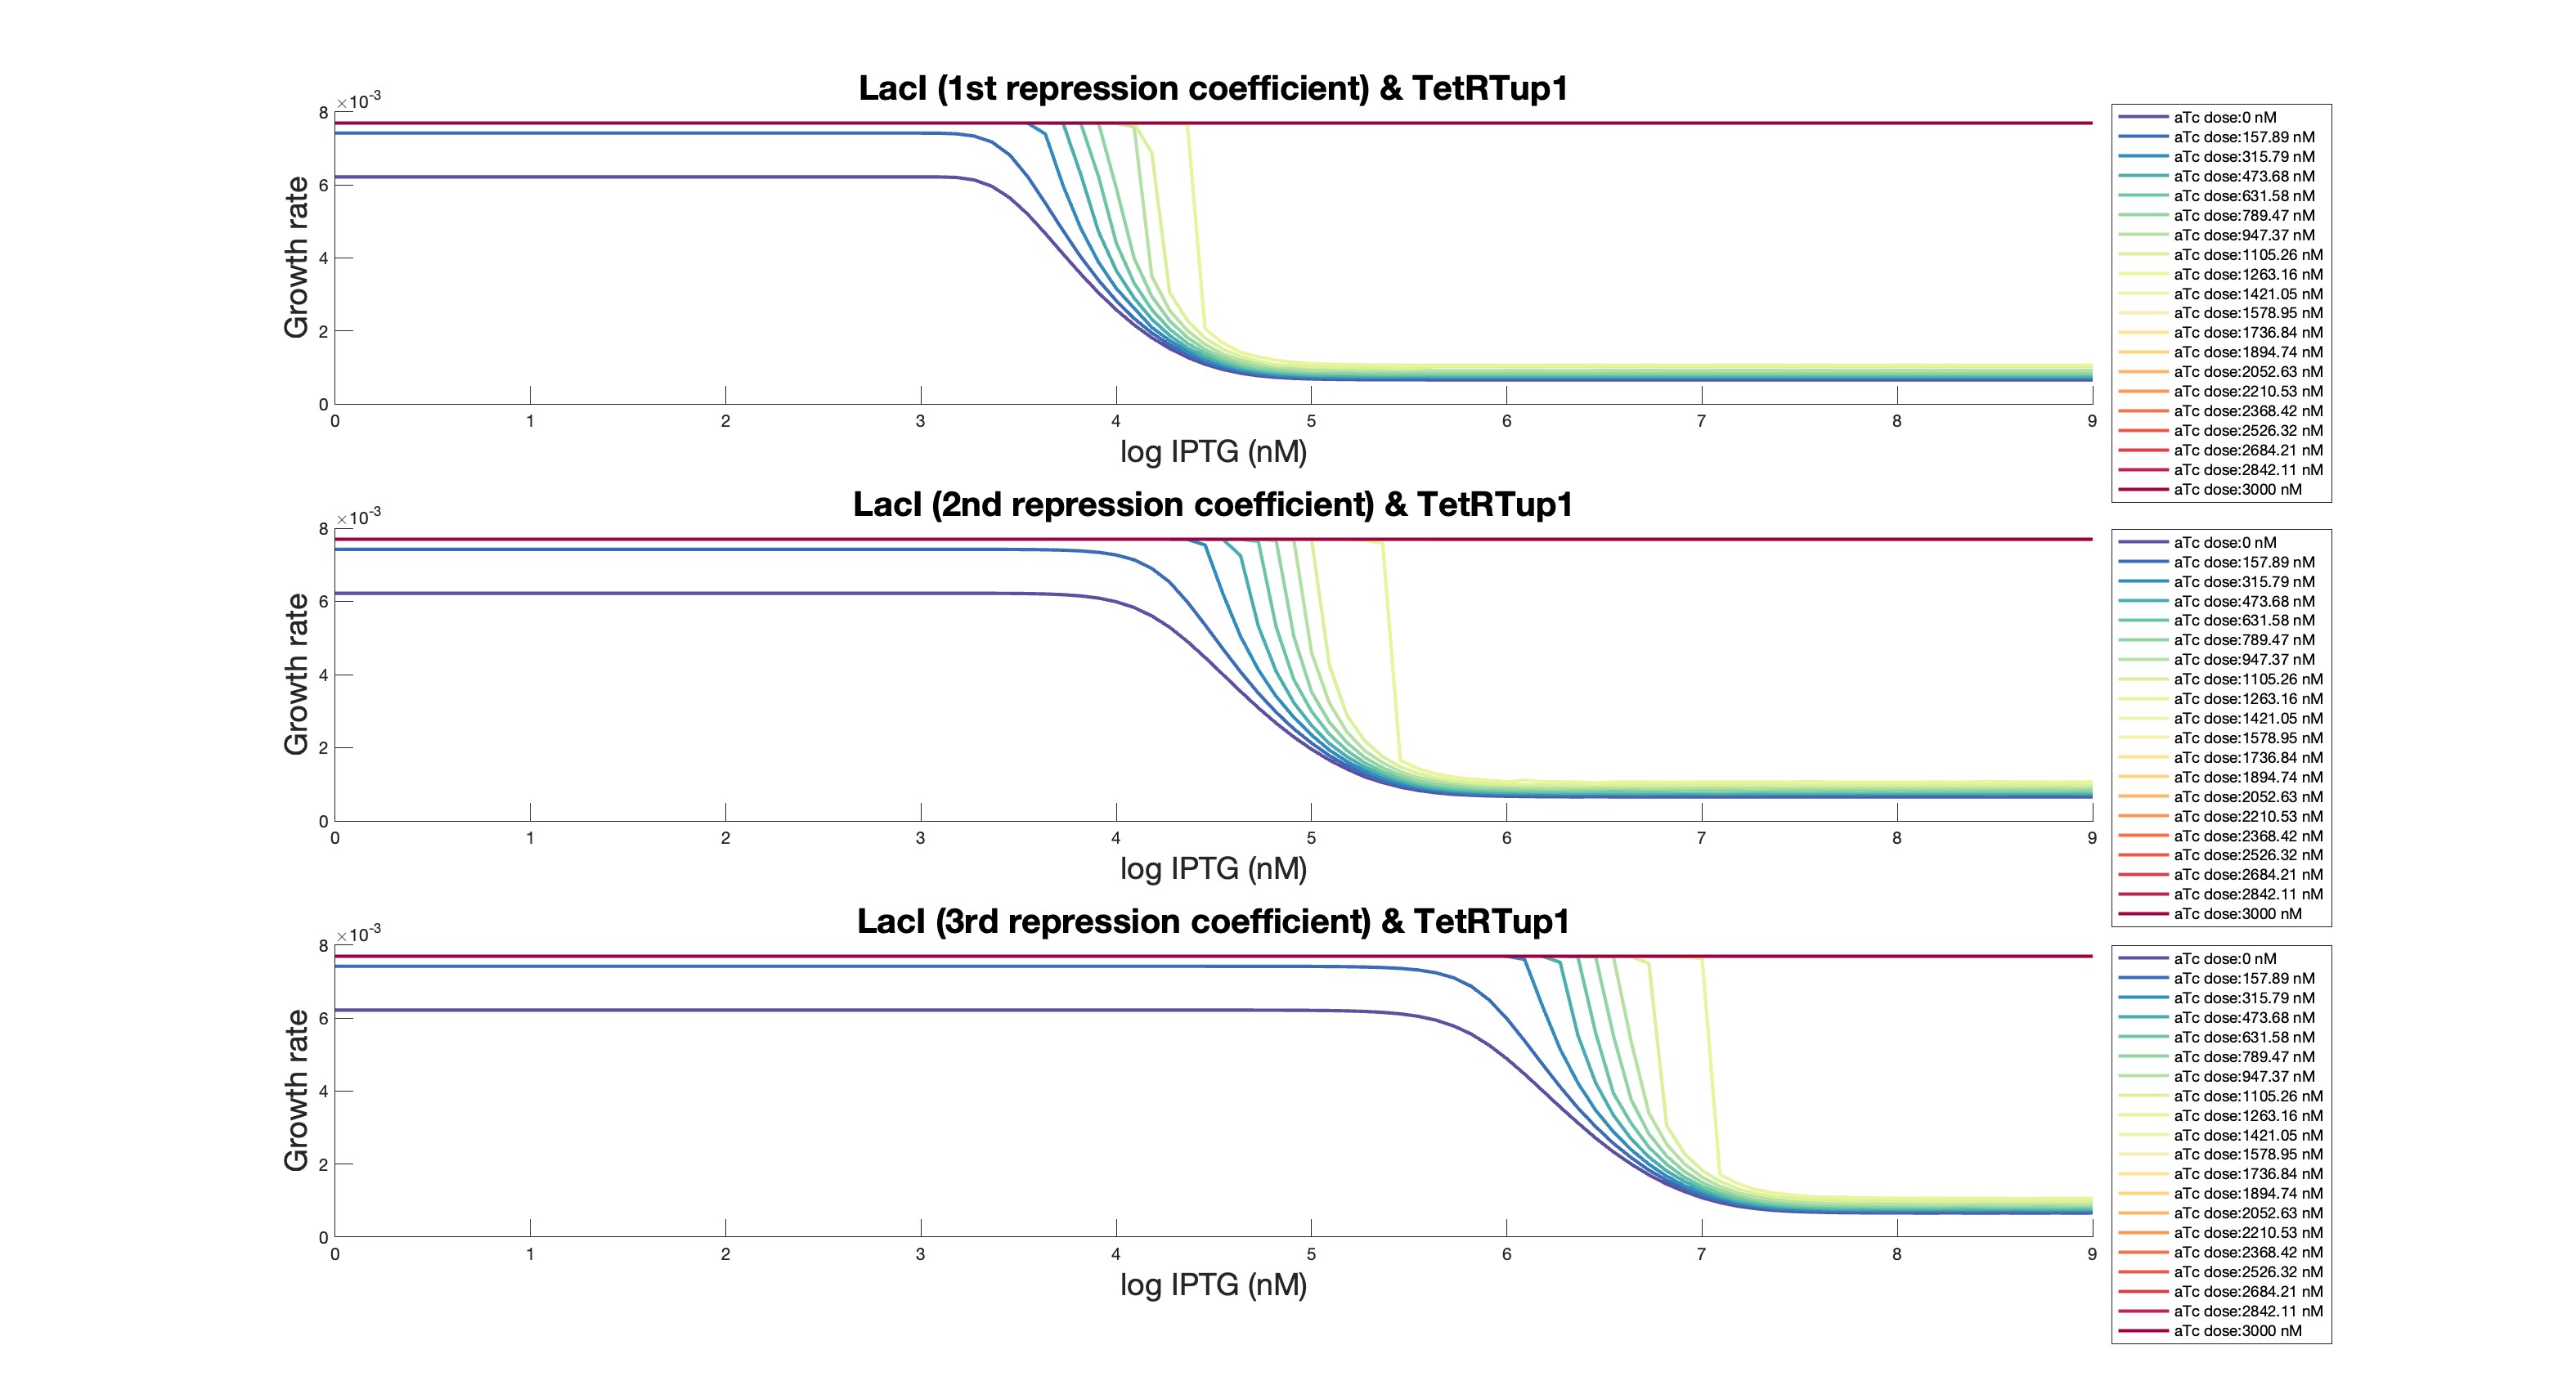 LacI (1st repression coefficient) & TetRTup1
×10-3
8
6
4
2
0
Growth rate
0 1 2 3 4 5 6 7 8 9
log IPTG (nM)
aTc dose:0 nM
aTc dose:157.89 nM
aTc dose:315.79 nM
aTc dose:473.68 nM
aTc dose:631.58 nM
aTc dose:789.47 nM
aTc dose:947.37 nM
aTc dose:1105.26 nM
aTc dose:1263.16 nM
aTc dose:1421.05 nM
aTc dose:1578.95 nM
aTc dose:1736.84 nM
aTc dose:1894.74 nM
aTc dose:2052.63 nM
aTc dose:2210.53 nM
aTc dose:2368.42 nM
aTc dose:2526.32 nM
aTc dose:2684.21 nM
aTc dose:2842.11 nM
aTc dose:3000 nM
LacI (2nd repression coefficient) & TetRTup1
×10-3
8
6
4
2
0
Growth rate
0 1 2 3 4 5 6 7 8 9
log IPTG (nM)
aTc dose:0 nM
aTc dose:157.89 nM
aTc dose:315.79 nM
aTc dose:473.68 nM
aTc dose:631.58 nM
aTc dose:789.47 nM
aTc dose:947.37 nM
aTc dose:1105.26 nM
aTc dose:1263.16 nM
aTc dose:1421.05 nM
aTc dose:1578.95 nM
aTc dose:1736.84 nM
aTc dose:1894.74 nM
aTc dose:2052.63 nM
aTc dose:2210.53 nM
aTc dose:2368.42 nM
aTc dose:2526.32 nM
aTc dose:2684.21 nM
aTc dose:2842.11 nM
aTc dose:3000 nM
LacI (3rd repression coefficient) & TetRTup1
×10-3
8
6
4
2
0
Growth rate
0 1 2 3 4 5 6 7 8 9
log IPTG (nM)
aTc dose:0 nM
aTc dose:157.89 nM
aTc dose:315.79 nM
aTc dose:473.68 nM
aTc dose:631.58 nM
aTc dose:789.47 nM
aTc dose:947.37 nM
aTc dose:1105.26 nM
aTc dose:1263.16 nM
aTc dose:1421.05 nM
aTc dose:1578.95 nM
aTc dose:1736.84 nM
aTc dose:1894.74 nM
aTc dose:2052.63 nM
aTc dose:2210.53 nM
aTc dose:2368.42 nM
aTc dose:2526.32 nM
aTc dose:2684.21 nM
aTc dose:2842.11 nM
aTc dose:3000 nM